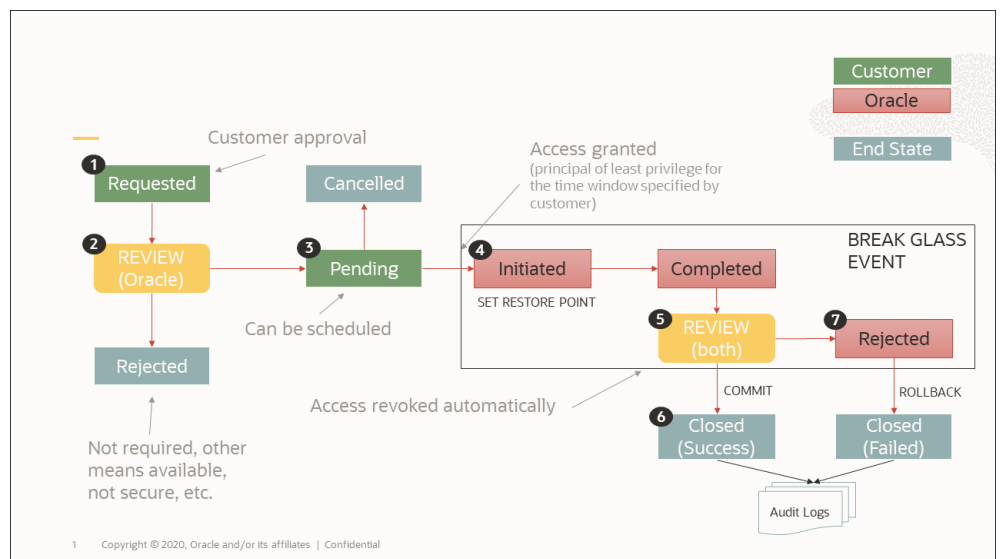 Customer
Oracle
End State
Customer approval
1
Requested
Cancelled
Access granted
(principal of least privilege for
the time window specified by
customer)
2
REVIEW
(Oracle)
3
Pending
4
Initiated
SET RESTORE POINT
Completed
BREAK GLASS
EVENT
Can be scheduled
5
REVIEW
(both)
7
Rejected
Rejected
Access revoked automatically
COMMIT
ROLLBACK
6
Closed
(Success)
Closed
(Failed)
Not required, other
means available,
not secure, etc.
Audit Logs
1 Copyright © 2020, Oracle and/or its affiliates | Confidential